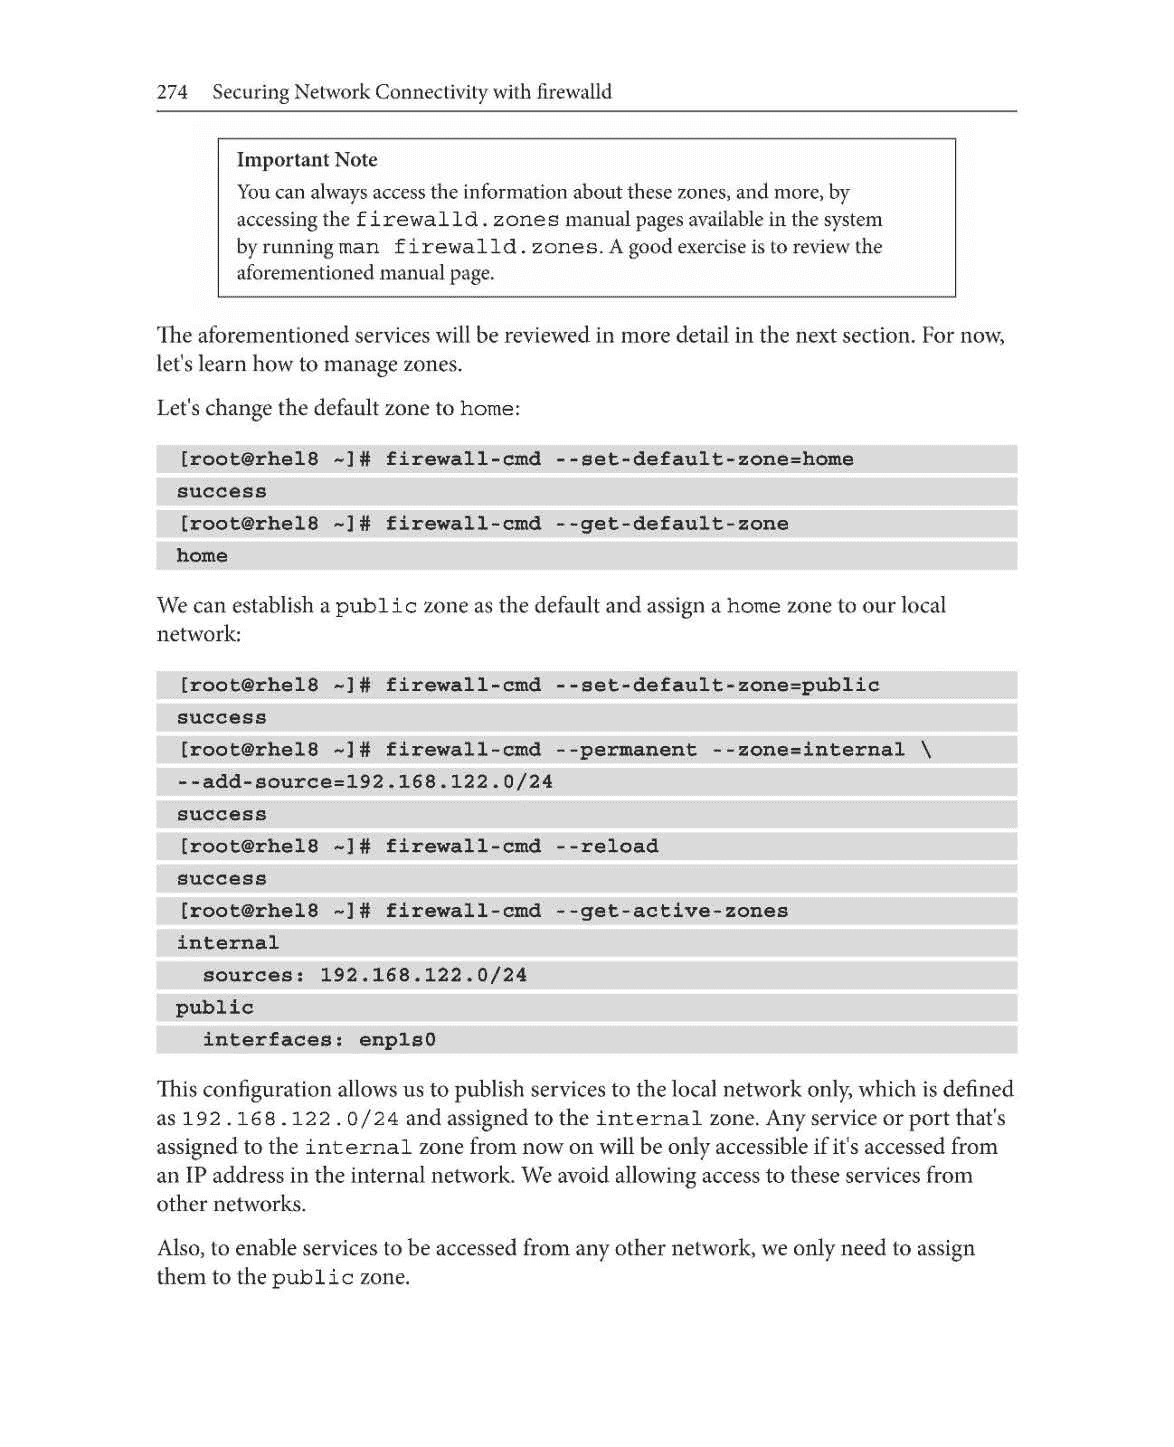 274 Securing Network Connectivity with firewalld
Important Note
You can always access the information about these zones, and more, by
accessing the firewalld.zones manual pages available in the system
by running man firewalld.zones. A good exercise is to review the
aforementioned manual page.
The aforementioned services will be reviewed in more detail in the next section. For now,
let's learn how to manage zones.
Let's change the default zone to home:
[root@rhel8 ~]# firewall-cmd --set-default-zone=home
success
[root@rhel8 ~]# firewall-cmd --get-default-zone
home
We can establish a public zone as the default and assign a home zone to our local
network:
[root@rhel8 ~]# firewall-cmd --set-default-zone=public
success
[root@rhel8 ~]# firewall-cmd --permanent --zone=internal \
--add-source=192.168.122.0/24
success
[root@rhel8 ~]# firewall-cmd --reload
success
[root@rhel8 ~]# firewall-cmd --get-active-zones
internal
sources: 192.168.122.0/24
public
interfaces: enp1s0
This configuration allows us to publish services to the local network only, which is defined
as 192.168.122.0/24 and assigned to the internal zone. Any service or port that's
assigned to the internal zone from now on will be only accessible if it's accessed from
an IP address in the internal network. We avoid allowing access to these services from
other networks.
Also, to enable services to be accessed from any other network, we only need to assign
them to the public zone.